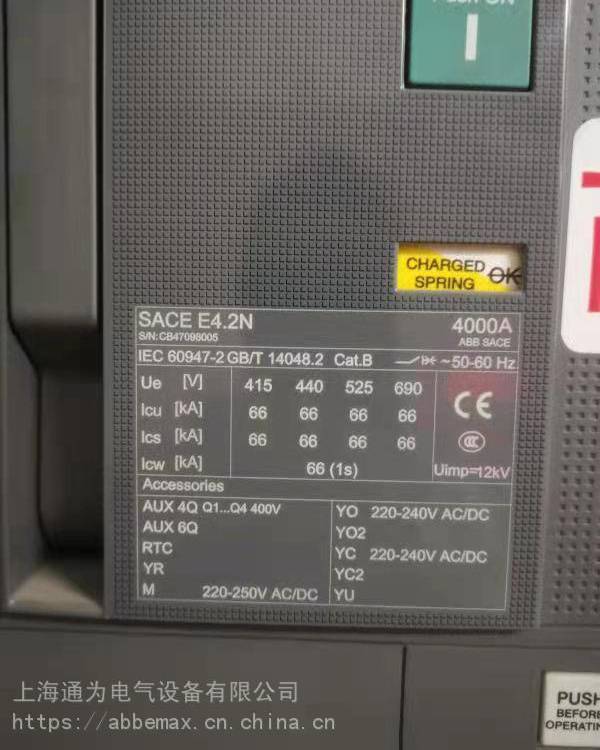 PUSH ON
I
CHARGED
SPRING
OK
SACE E4.2N 4000A
S/N:CB47098005 ABB SACE
IEC 60947-2 GB/T 14048.2 Cat.B ~50-60 Hz
Ue [V] 415 440 525 690
Icu [kA] 66 66 66 66
Ics [kA] 66 66 66 66
Icw [kA] 66 (1s)
CE
CCC
Uimp=12kV
Accessories
AUX 4Q Q1...Q4 400V
AUX 6Q
RTC
YR
M 220-250V AC/DC
YO 220-240V AC/DC
YO2
YC 220-240V AC/DC
YC2
YU
PUSH
BEFORE
OPERATIN
上海通为电气设备有限公司
https://abbemax.cn.china.cn